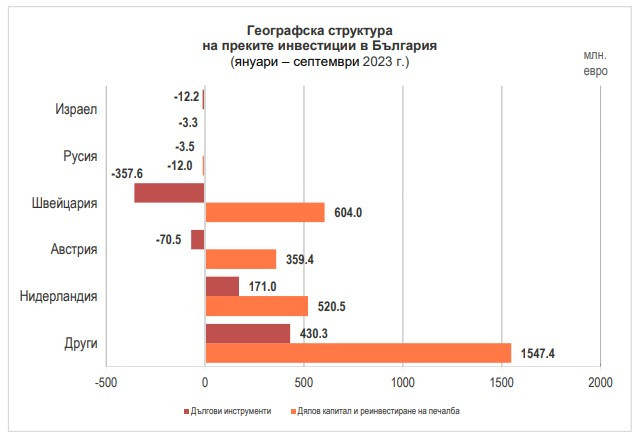 Географска структура
на преките инвестиции в България
(януари – септември 2023 г.)
млн.
евро
Израел
-12.2
-3.3
Русия
-3.5
-12.0
Швейцария
-357.6
604.0
Австрия
-70.5
359.4
Нидерландия
171.0
520.5
Други
430.3
1547.4
-500 0 500 1000 1500 2000
Дългови инструменти Дялов капитал и реинвестиране на печалба